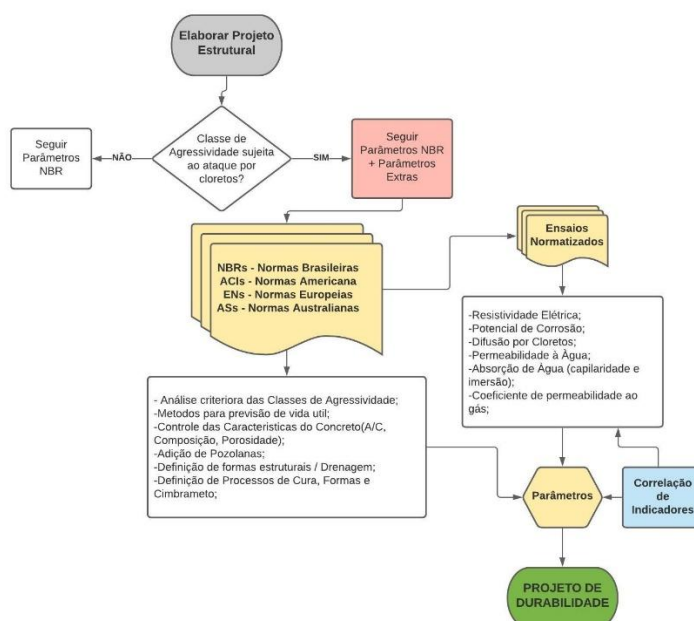 Elaborar Projeto
Estrutural
Classe de
Agressividade sujeita
ao ataque por
cloretos?
NÃO
SIM
Seguir
Parâmetros
NBR
Seguir
Parâmetros NBR
+ Parâmetros
Extras
NBRs - Normas Brasileiras
ACIs - Normas Americana
ENs - Normas Europeias
ASs - Normas Australianas
Ensaios
Normatizados
-Resistividade Elétrica;
-Potencial de Corrosão;
-Difusão por Cloretos;
-Permeabilidade à Àgua;
-Absorção de Àgua (capilaridade e
imersão);
-Coeficiente de permeabilidade ao
gás;
- Análise criteriora das Classes de Agressividade;
-Metodos para previsão de vida util;
-Controle das Caracteristicas do Concreto(A/C,
Composição, Porosidade);
-Adição de Pozolanas;
-Definição de formas estruturais / Drenagem;
-Definição de Processos de Cura, Formas e
Cimbrameto;
Parâmetros
Correlação
de
Indicadores
PROJETO DE
DURABILIDADE